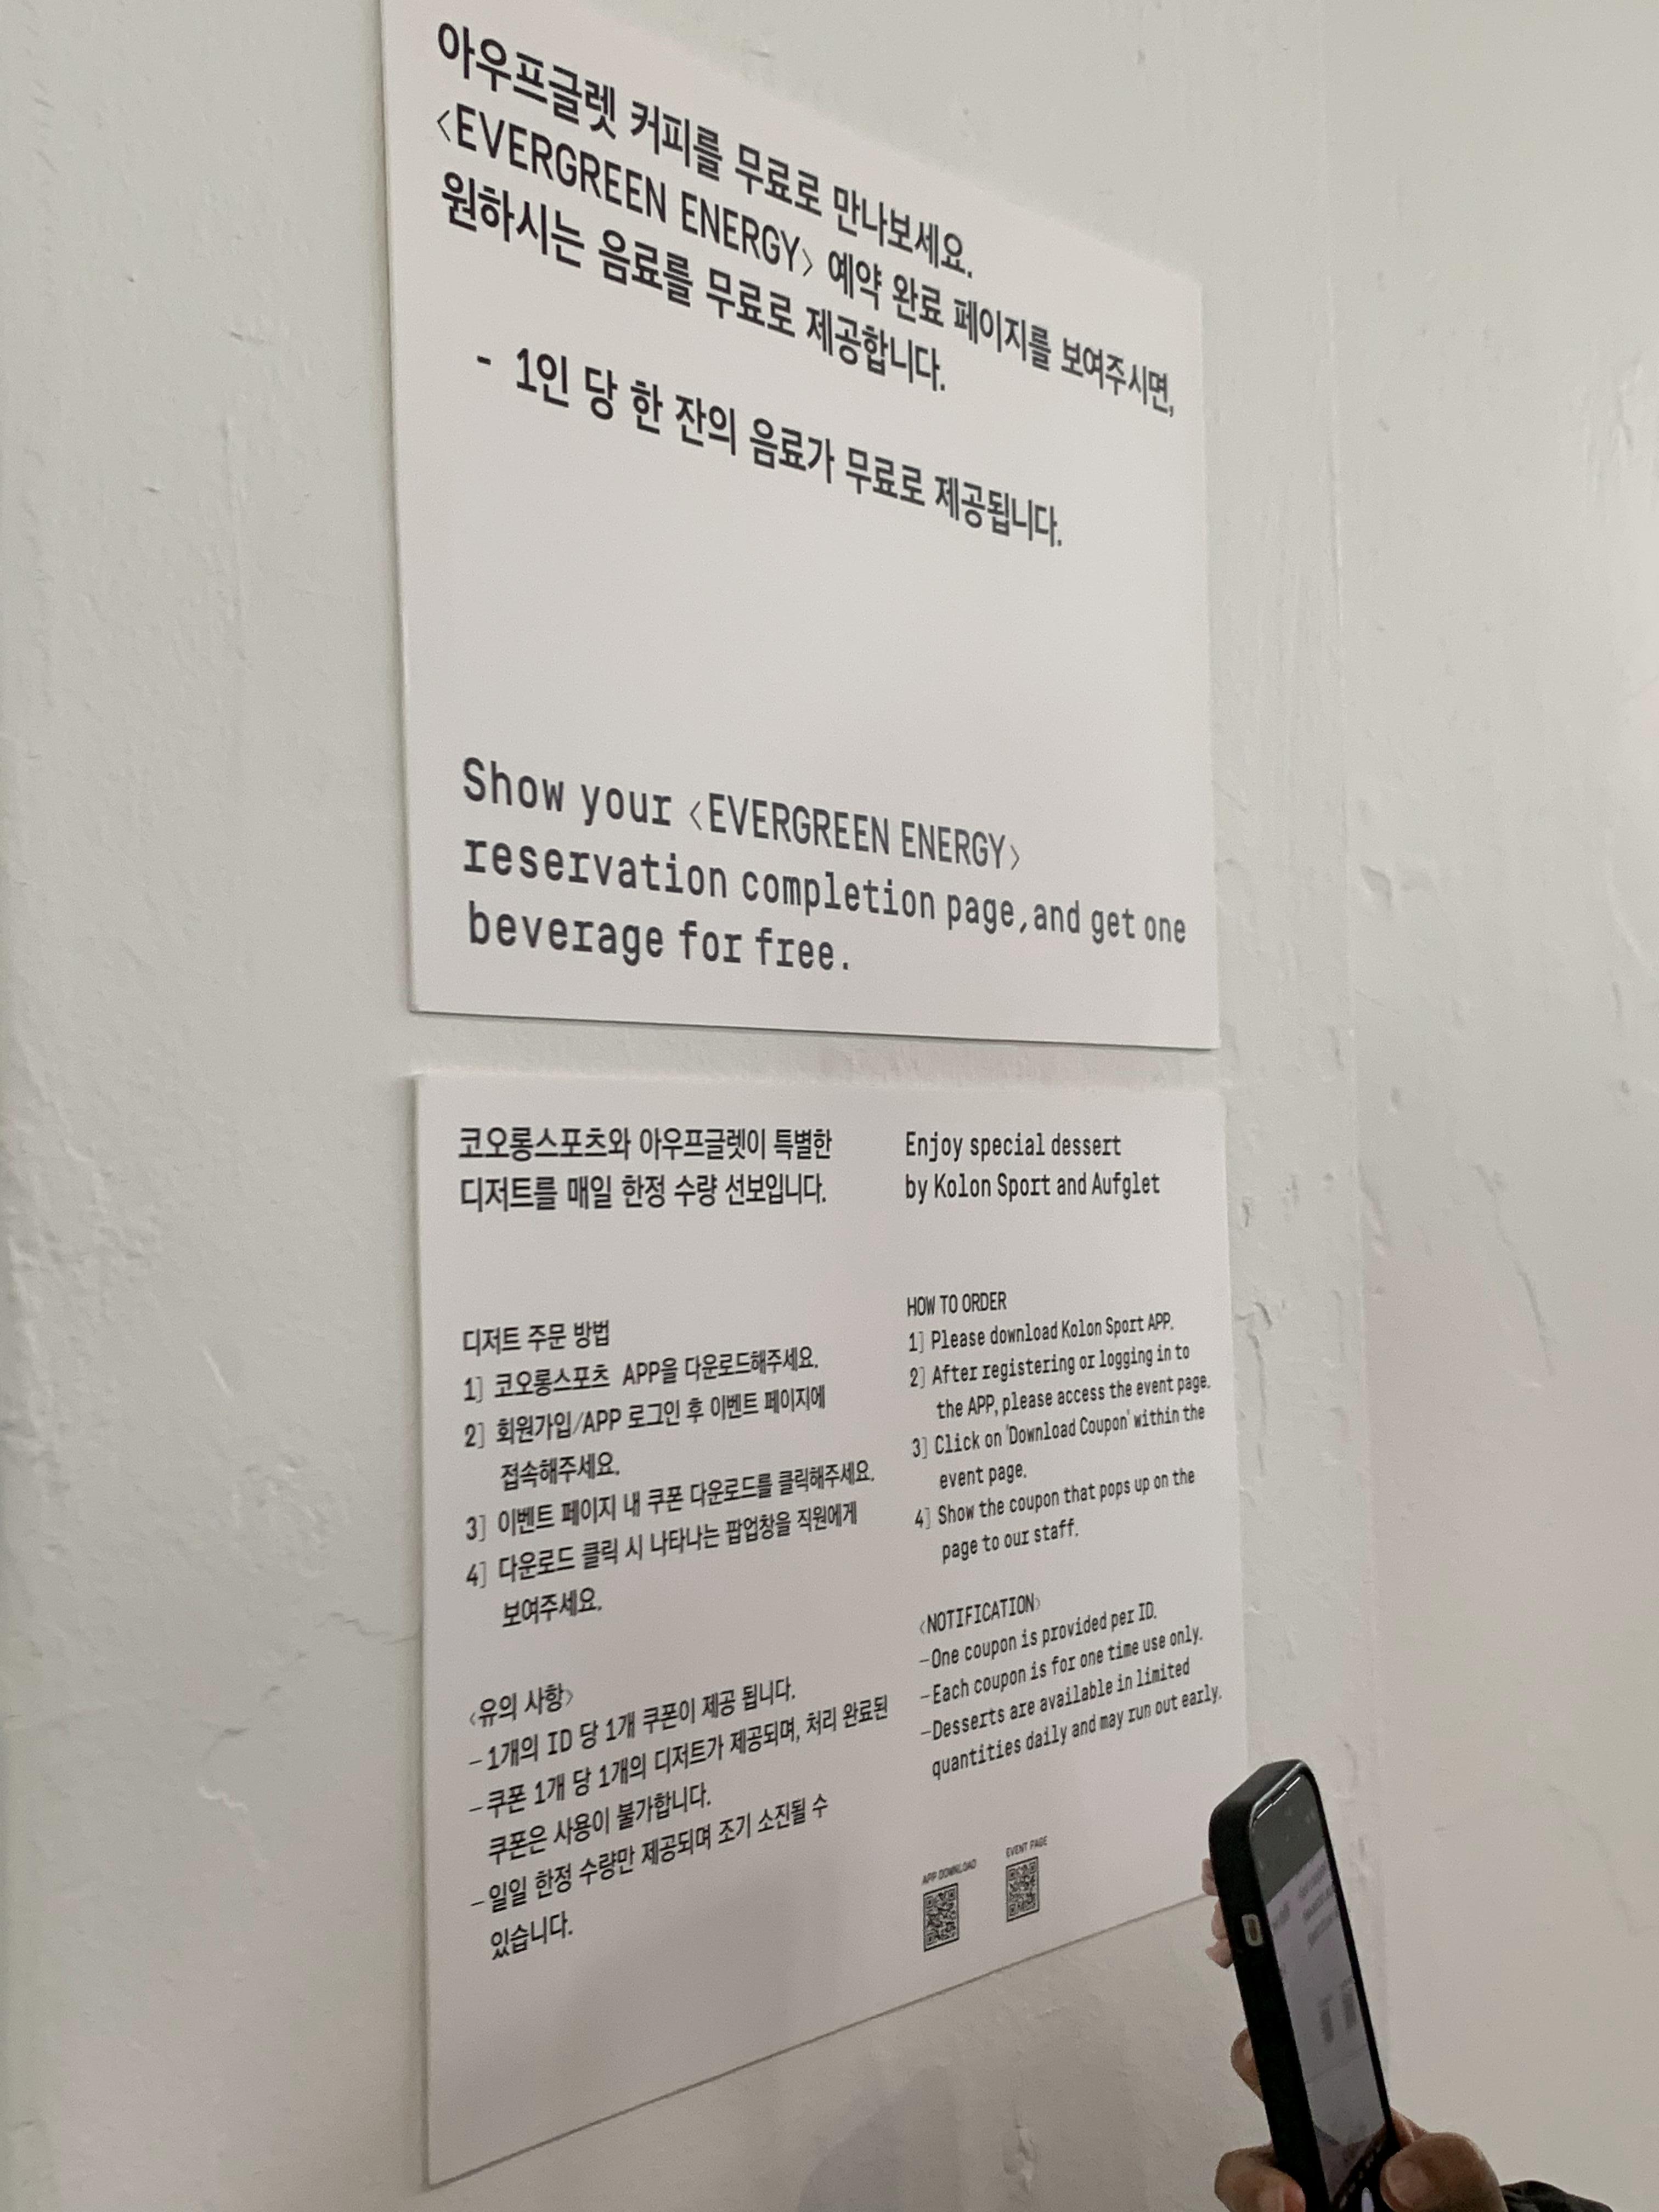 아우프글렛 커피를 무료로 만나보세요.
<EVERGREEN ENERGY> 예약 완료 페이지를 보여주시면,
원하시는 음료를 무료로 제공합니다.
- 1인 당 한 잔의 음료가 무료로 제공됩니다.
Show your <EVERGREEN ENERGY>
reservation completion page,and get one
beverage for free.
코오롱스포츠와 아우프글렛이 특별한
디저트를 매일 한정 수량 선보입니다.
디저트 주문 방법
1] 코오롱스포츠 APP을 다운로드해주세요.
2] 회원가입/APP 로그인 후 이벤트 페이지에
접속해주세요.
3] 이벤트 페이지 내 쿠폰 다운로드를 클릭해주세요.
4] 다운로드 클릭 시 나타나는 팝업창을 직원에게
보여주세요.
<유의 사항>
-1개의 ID 당 1개 쿠폰이 제공 됩니다.
-쿠폰 1개 당 1개의 디저트가 제공되며, 처리 완료된
쿠폰은 사용이 불가합니다.
-일일 한정 수량만 제공되며 조기 소진될 수
있습니다.
Enjoy special dessert
by Kolon Sport and Aufglet
HOW TO ORDER
1] Please download Kolon Sport APP.
2] After registering or logging in to
the APP, please access the event page.
3] Click on 'Download Coupon' within the
event page.
4] Show the coupon that pops up on the
page to our staff.
<NOTIFICATION>
-One coupon is provided per ID.
-Each coupon is for one time use only.
-Desserts are available in limited
quantities daily and may run out early.
APP DOWNLOAD
EVENT PAGE